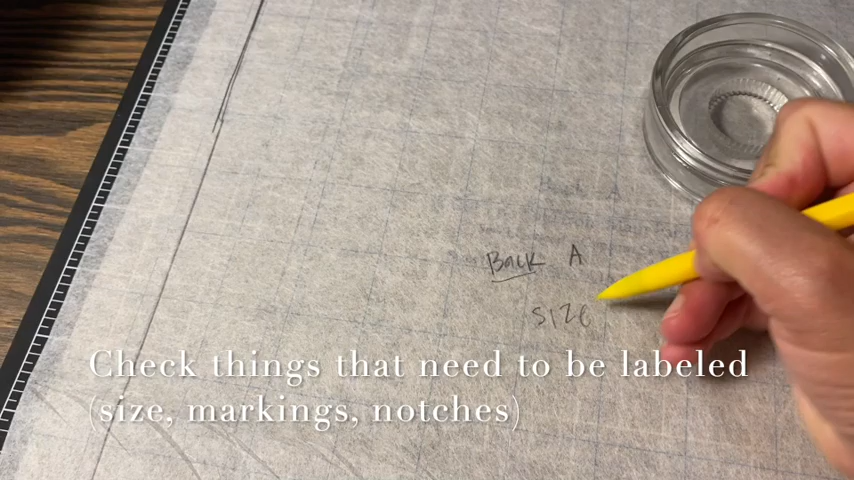 Back A
size
Check things that need to be labeled
(size, markings, notches)